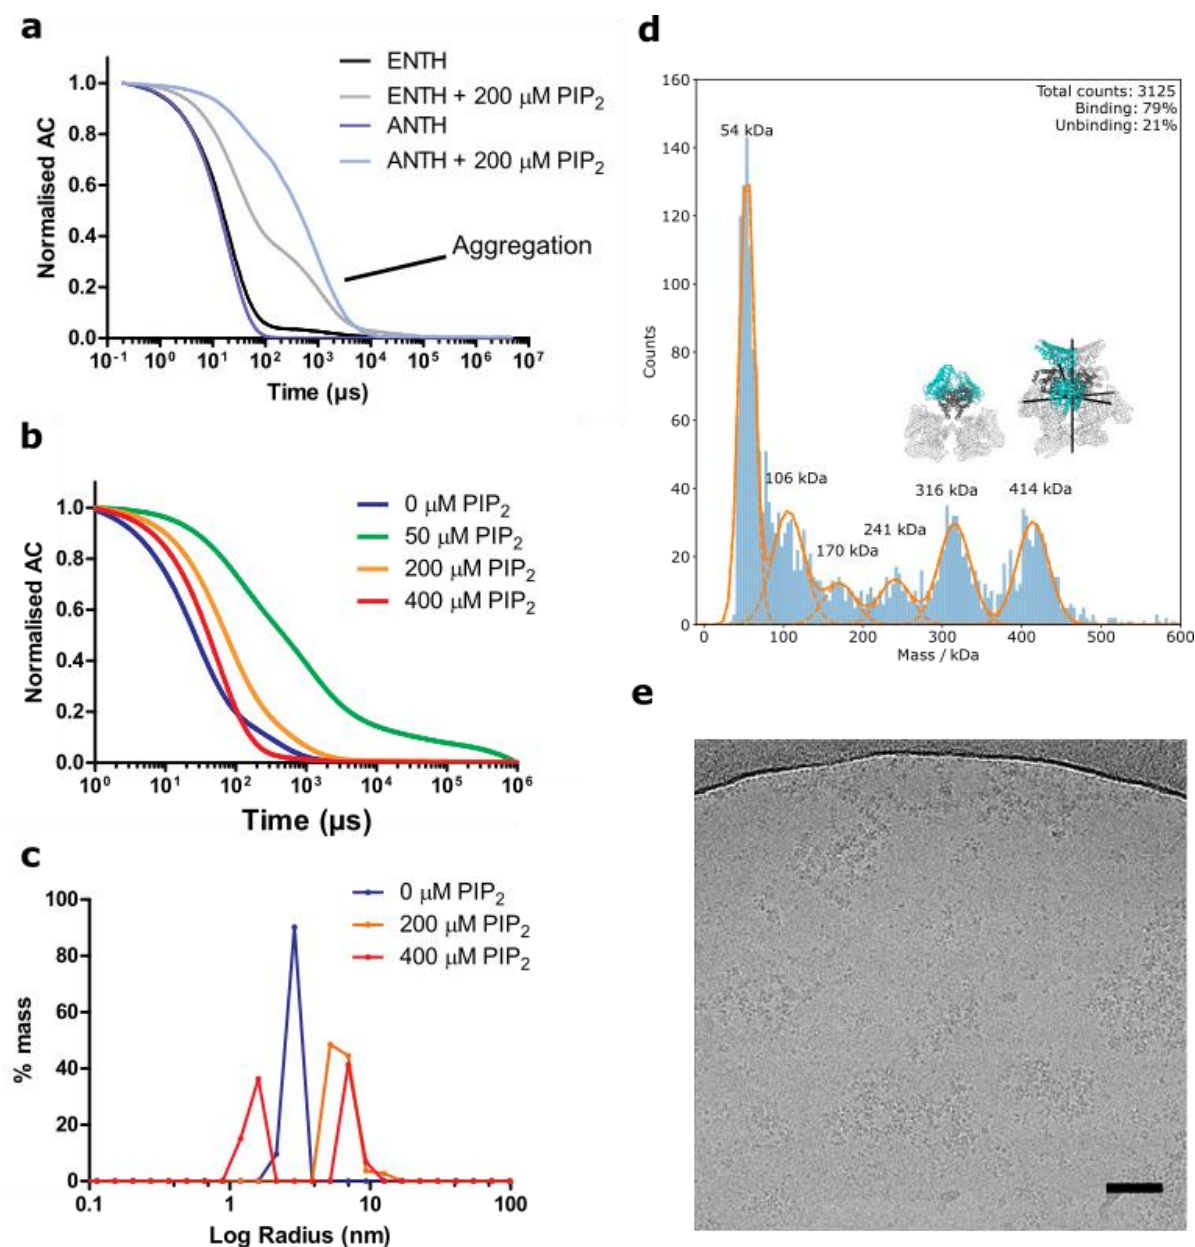 a
ENTH
ENTH + 200 μM PIP₂
ANTH
ANTH + 200 μM PIP₂
Aggregation
Normalised AC
1.0
0.8
0.6
0.4
0.2
0.0
10⁻¹ 10⁰ 10¹ 10² 10³ 10⁴ 10⁵ 10⁶ 10⁷
Time (μs)
b
0 μM PIP₂
50 μM PIP₂
200 μM PIP₂
400 μM PIP₂
Normalised AC
1.0
0.8
0.6
0.4
0.2
0.0
10⁰ 10¹ 10² 10³ 10⁴ 10⁵ 10⁶
Time (μs)
c
0 μM PIP₂
200 μM PIP₂
400 μM PIP₂
% mass
100
80
60
40
20
0
0.1 1 10 100
Log Radius (nm)
d
Total counts: 3125
Binding: 79%
Unbinding: 21%
54 kDa
106 kDa
170 kDa
241 kDa
316 kDa
414 kDa
Counts
160
140
120
100
80
60
40
20
0
0 100 200 300 400 500 600
Mass / kDa
e